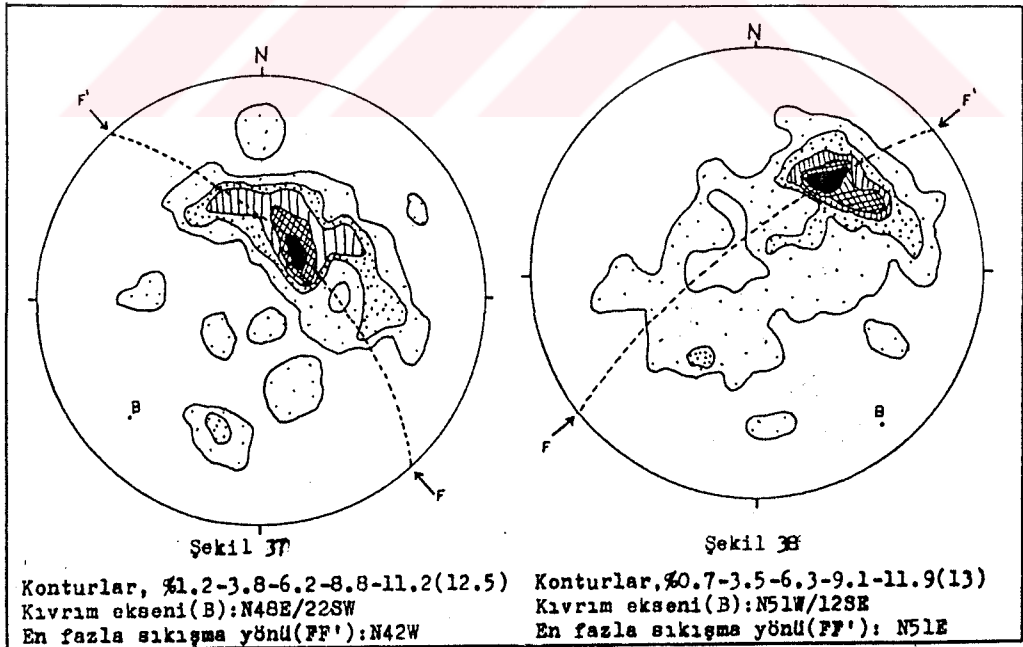 N
F'
B
F
Şekil 37
Konturlar, %1.2-3.8-6.2-8.8-11.2(12.5)
Kıvrım ekseni(B):N48E/22SW
En fazla sıkışma yönü(FF'):N42W
N
F'
B
F
Şekil 38
Konturlar,%0.7-3.5-6.3-9.1-11.9(13)
Kıvrım ekseni(B):N51W/12SE
En fazla sıkışma yönü(FF'): N51E